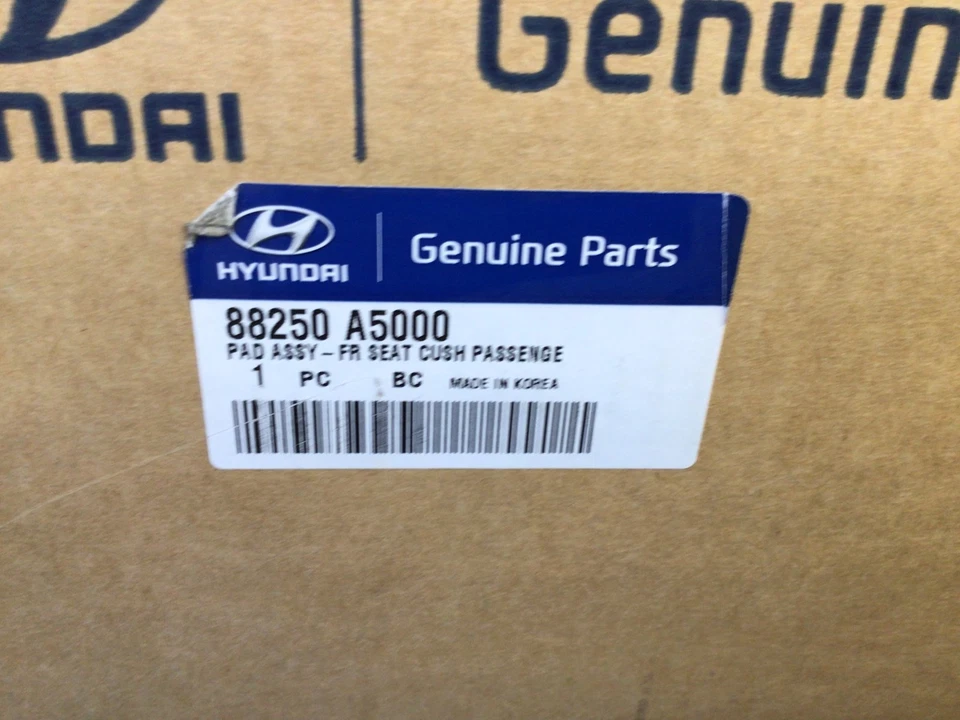 Genuin
NDAI
HYUNDAI
Genuine Parts
88250 A5000
PAD ASSY-FR SEAT CUSH PASSENGE
1 PC BC MADE IN KOREA